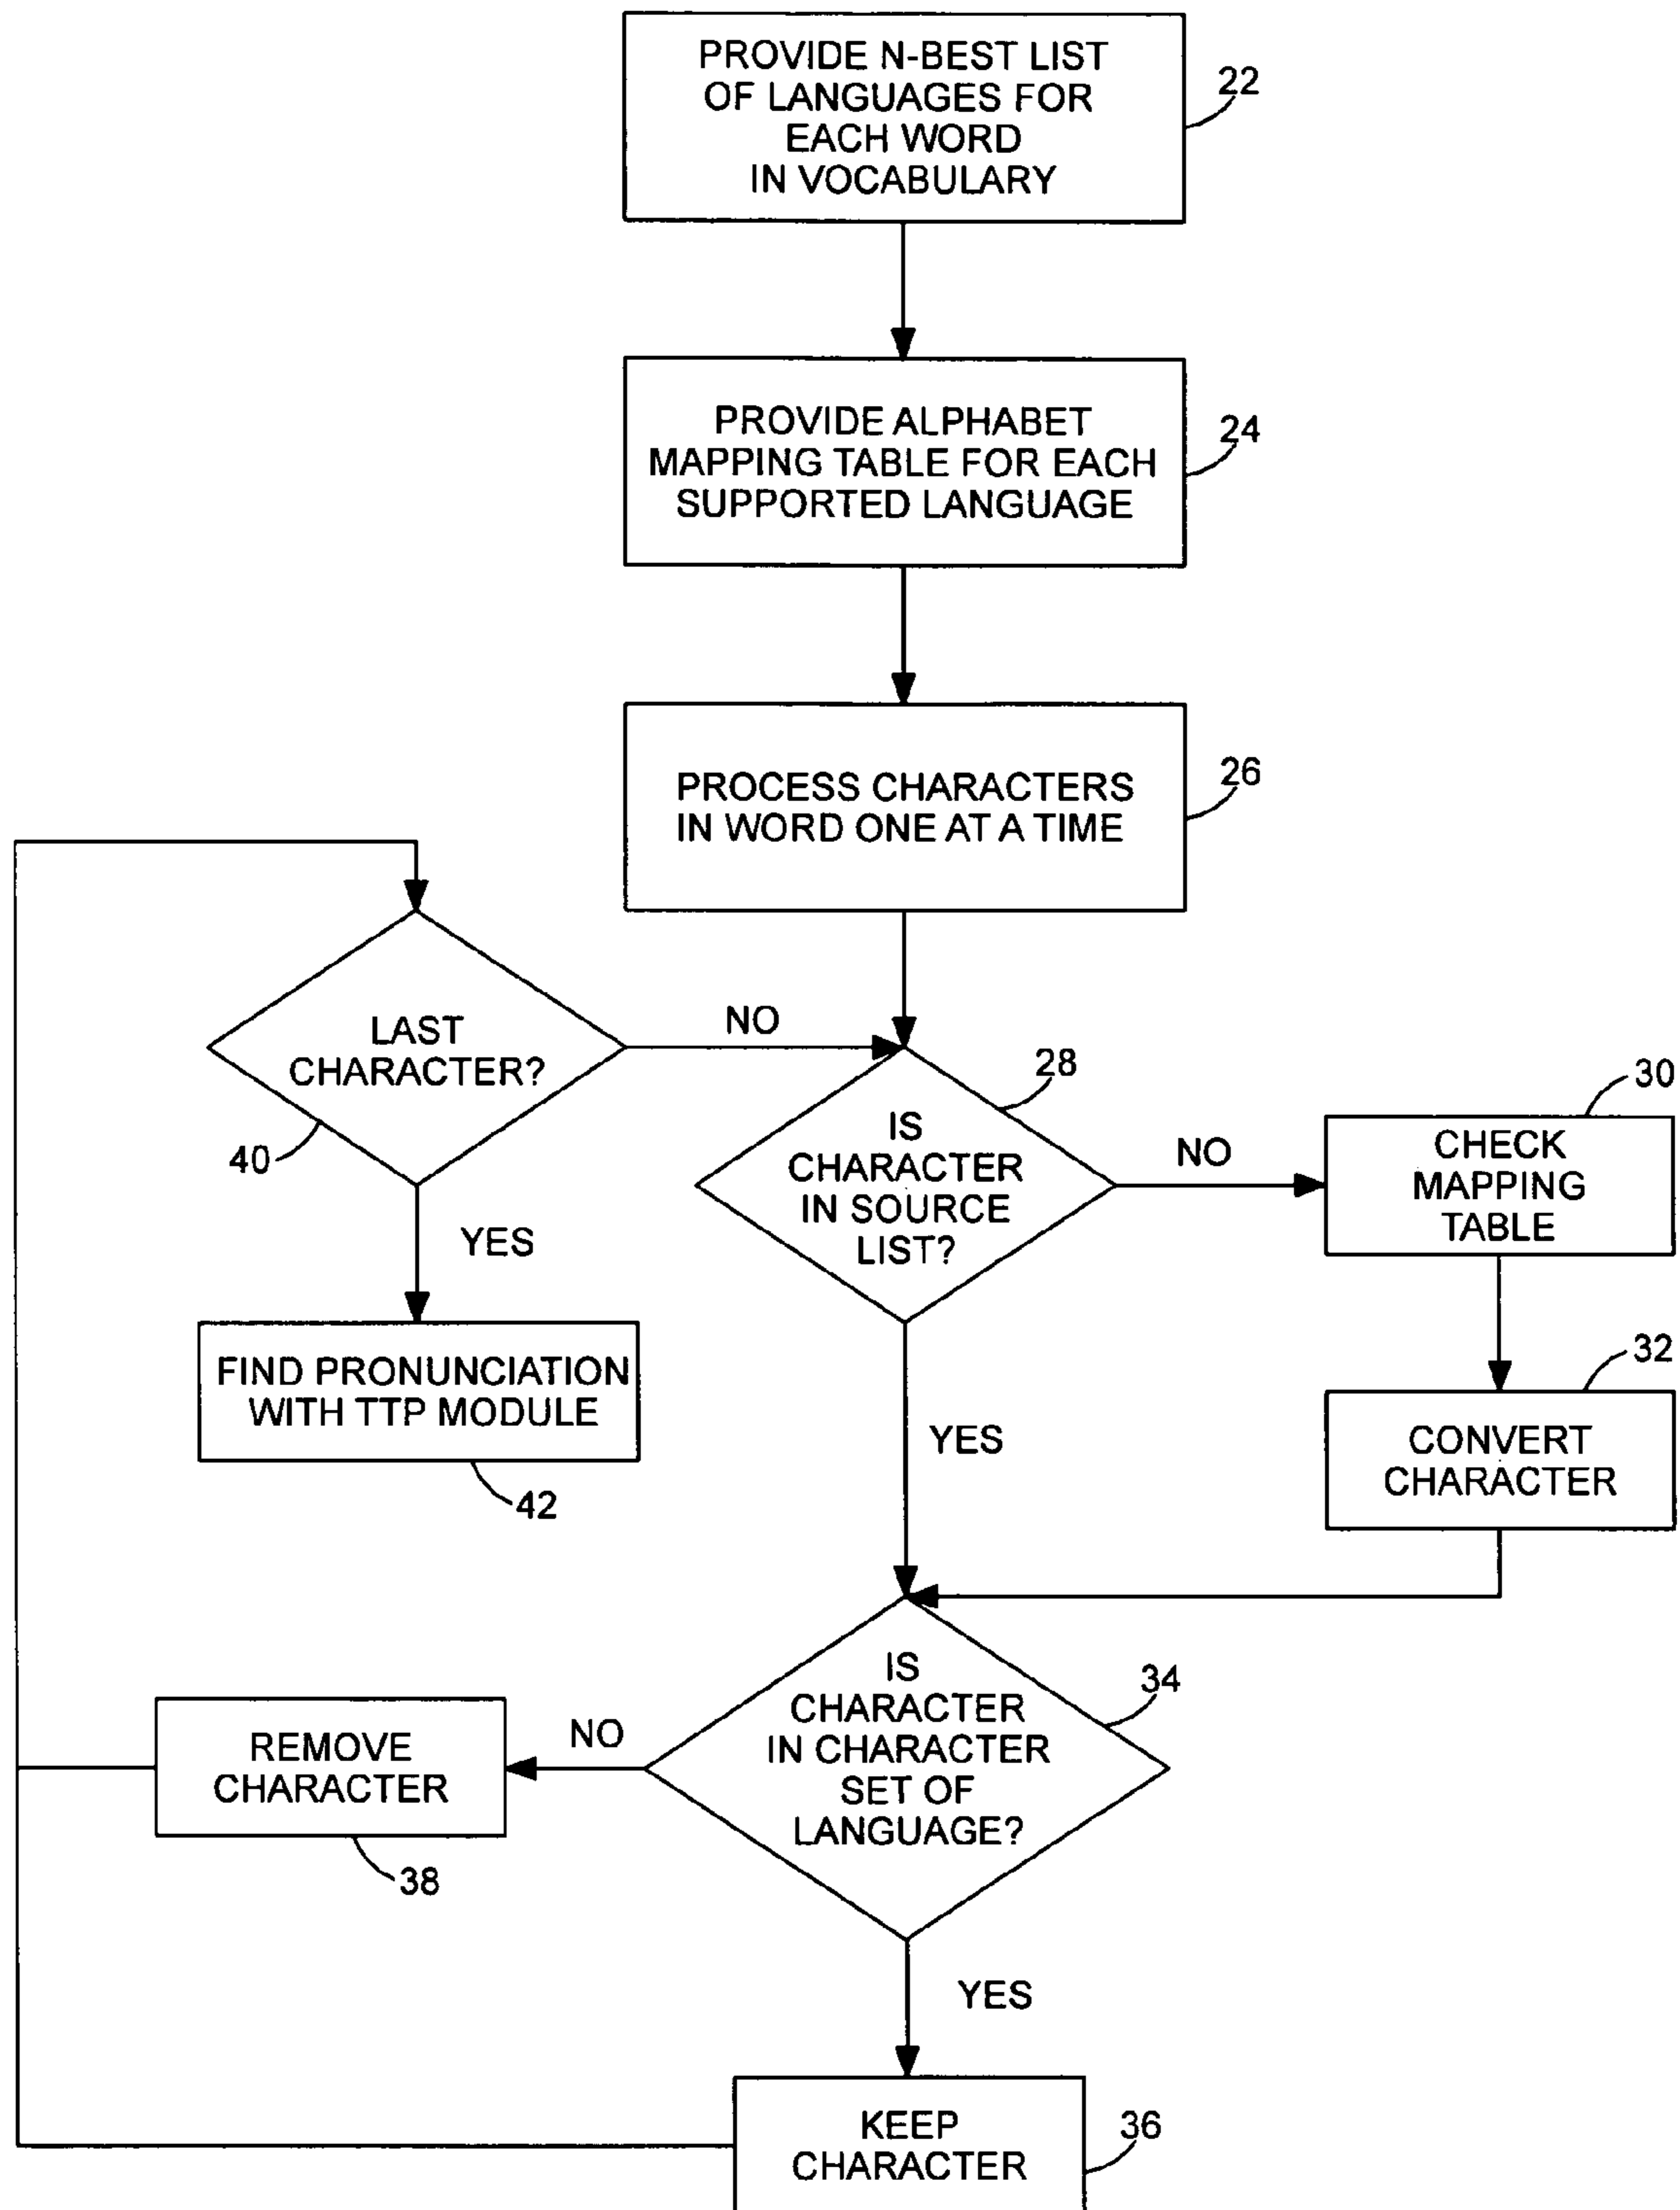 PROVIDE N-BEST LIST
OF LANGUAGES FOR
EACH WORD
IN VOCABULARY
22
PROVIDE ALPHABET
MAPPING TABLE FOR EACH
SUPPORTED LANGUAGE
24
PROCESS CHARACTERS
IN WORD ONE AT A TIME
26
LAST
CHARACTER?
40
NO
YES
FIND PRONUNCIATION
WITH TTP MODULE
42
IS
CHARACTER
IN SOURCE
LIST?
28
NO
YES
CHECK
MAPPING
TABLE
30
CONVERT
CHARACTER
32
IS
CHARACTER
IN CHARACTER
SET OF
LANGUAGE?
34
NO
REMOVE
CHARACTER
38
YES
KEEP
CHARACTER
36